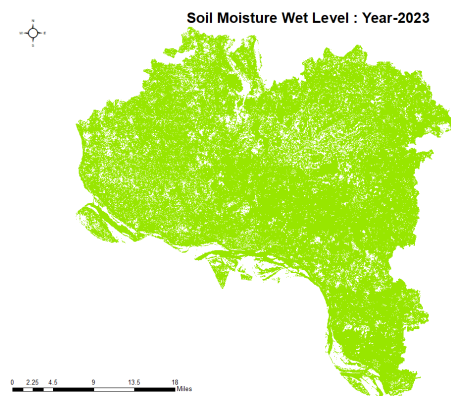 Soil Moisture Wet Level : Year-2023
N
W E
S
0 2.25 4.5 9 13.5 18
Miles